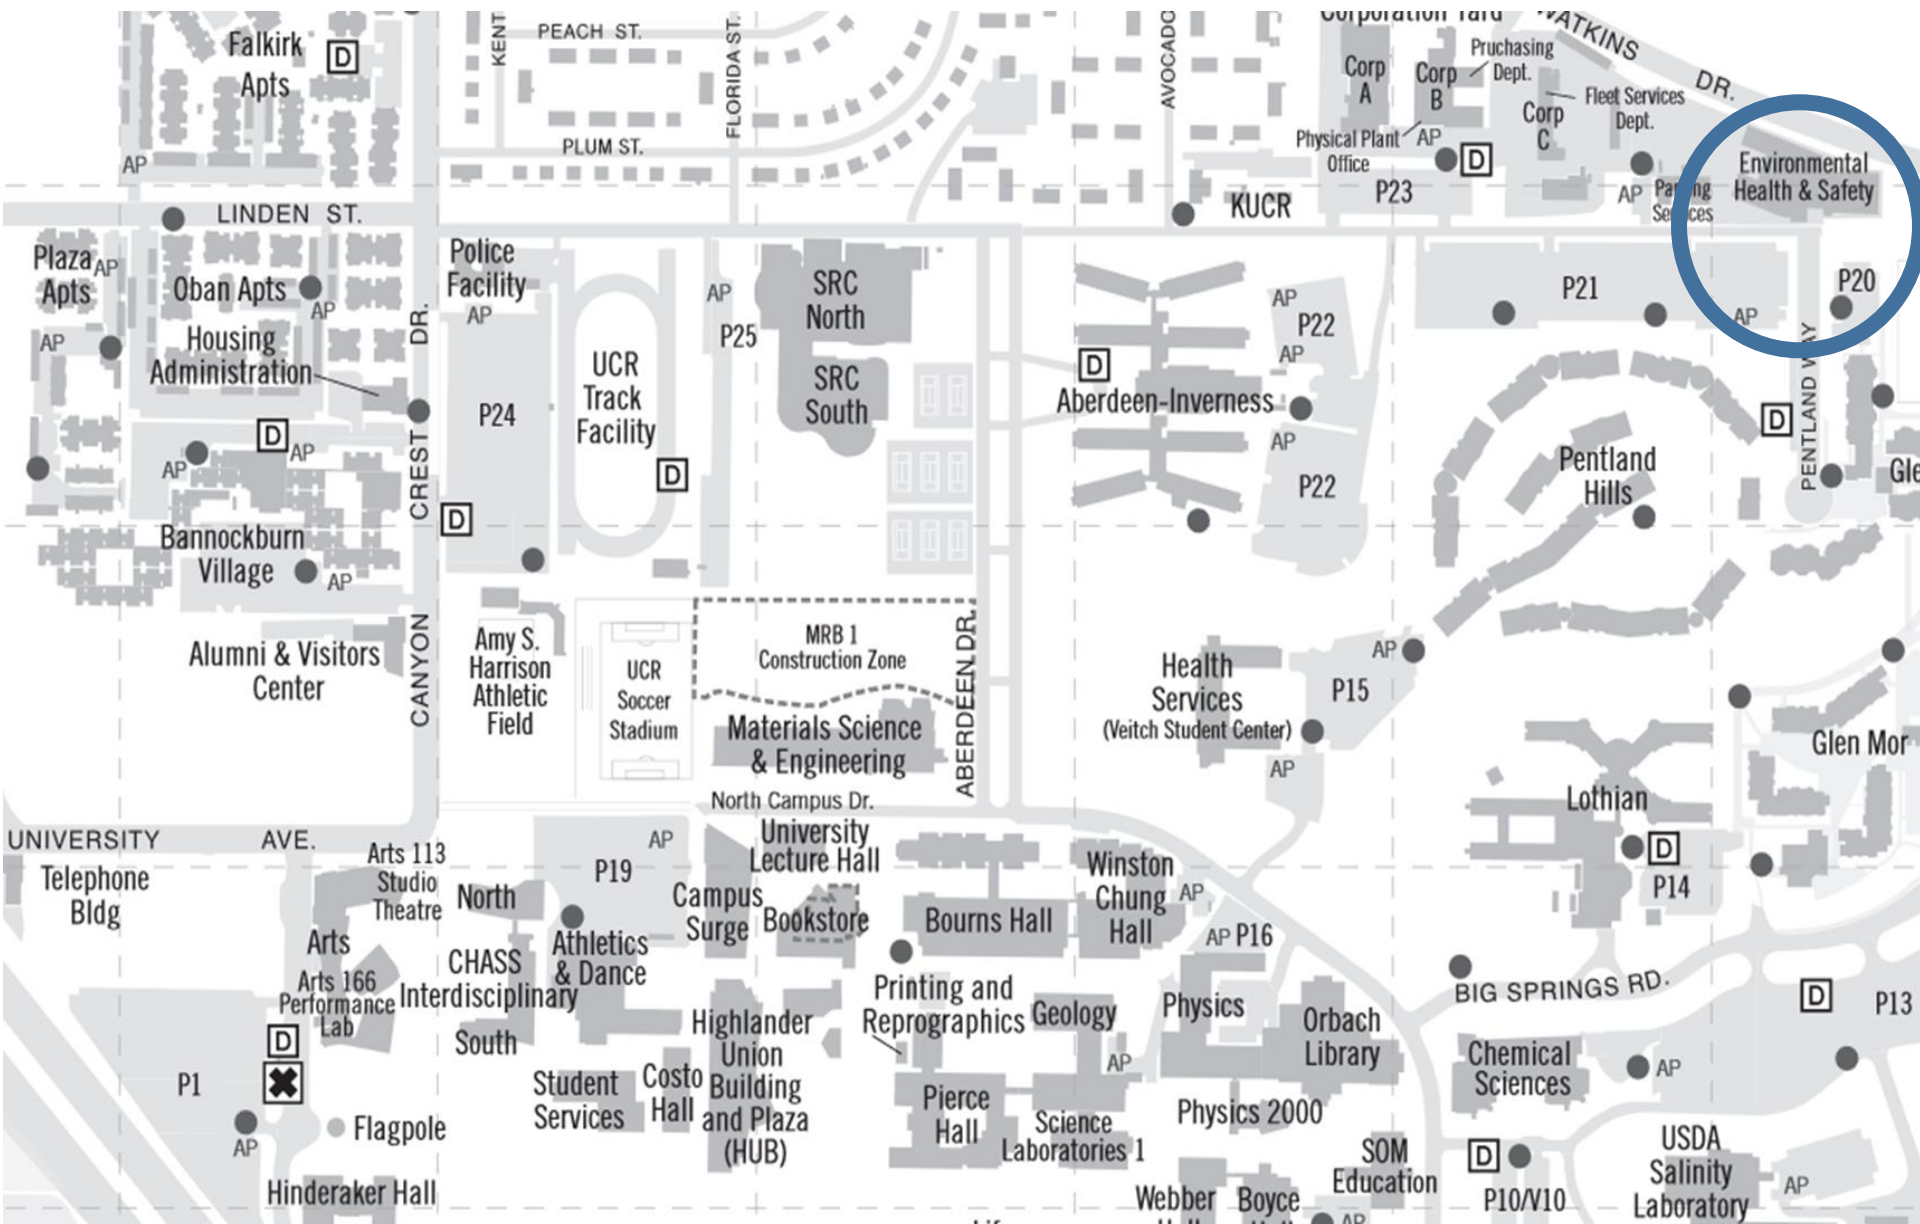 Corporation Yard
WATKINS
DR.
Falkirk
Apts
D
KENT
PEACH ST.
FLORIDA ST.
AVOCADO
Corp
A
Corp
B
Pruchasing
Dept.
Fleet Services
Dept.
Corp
C
Physical Plant
Office
AP
D
PLUM ST.
AP
Environmental
Health & Safety
AP
Parking
Services
P23
KUCR
LINDEN ST.
Plaza
Apts
AP
Oban Apts
AP
Police
Facility
AP
AP
P25
SRC
North
AP
P22
AP
P21
AP
P20
AP
Housing
Administration
CREST DR.
UCR
Track
Facility
SRC
South
D
Aberdeen-Inverness
D
PENTLAND WAY
P24
D
AP
AP
D
AP
P22
Pentland
Hills
Gle
D
Bannockburn
Village
AP
Alumni & Visitors
Center
CANYON
Amy S.
Harrison
Athletic
Field
UCR
Soccer
Stadium
MRB 1
Construction Zone
ABERDEEN DR.
Health
Services
(Veitch Student Center)
AP
P15
Materials Science
& Engineering
AP
Glen Mor
North Campus Dr.
Lothian
UNIVERSITY AVE.
Arts 113
Studio
Theatre
AP
P19
University
Lecture Hall
Winston
Chung
Hall
AP
D
P14
Telephone
Bldg
North
Campus
Surge
Bookstore
Bourns Hall
AP P16
Arts
Arts 166
Performance
Lab
CHASS
Interdisciplinary
South
Athletics
& Dance
Printing and
Reprographics
Geology
Physics
BIG SPRINGS RD.
D
P13
Highlander
Union
Building
and Plaza
(HUB)
AP
Orbach
Library
Chemical
Sciences
AP
D
P1
Student
Services
Costo
Hall
Pierce
Hall
Science
Laboratories 1
Physics 2000
AP
Flagpole
SOM
Education
D
P10/V10
USDA
Salinity
Laboratory
AP
Hinderaker Hall
Webber
Boyce
AP